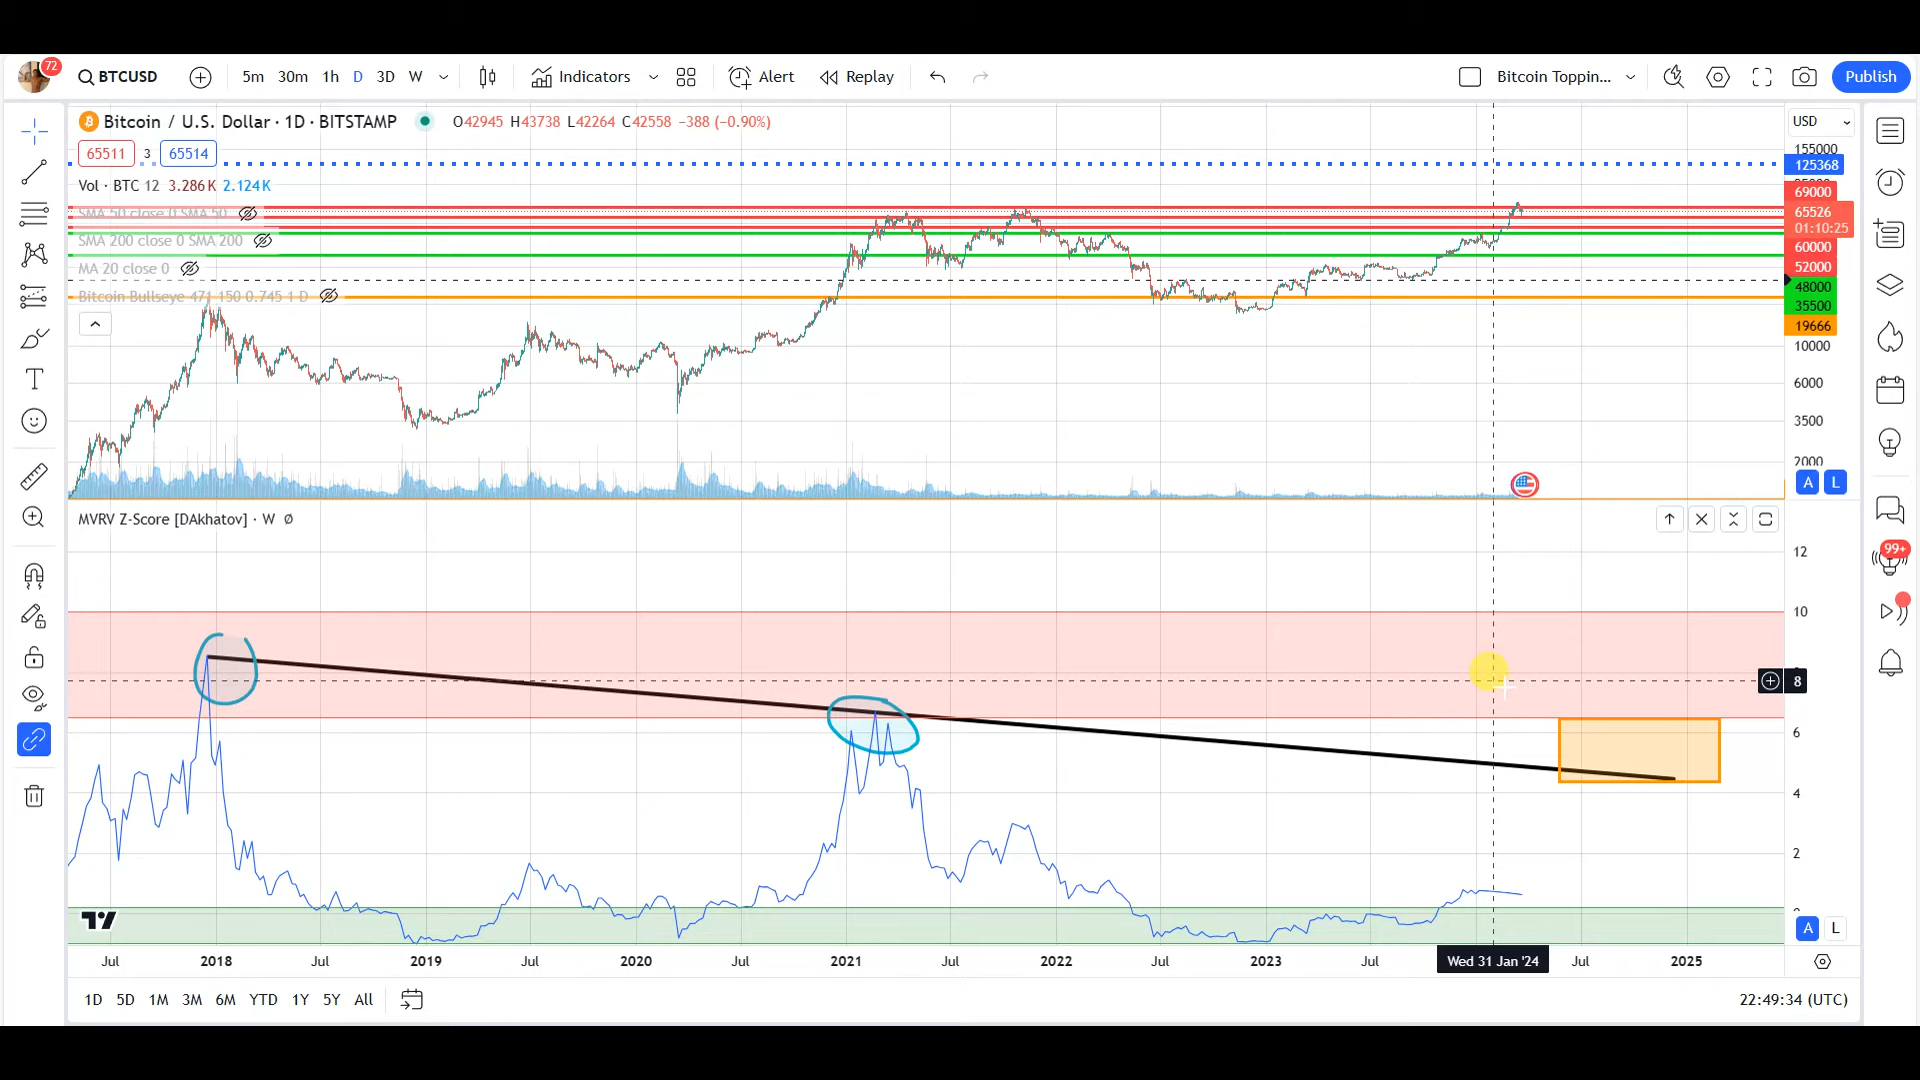 72
BTCUSD
5m 30m 1h D 3D W
Indicators
Alert
Replay
Bitcoin Toppin...
Publish
Bitcoin / U.S. Dollar · 1D · BITSTAMP
O42945 H43738 L42264 C42558 −388 (−0.90%)
USD
65511 3 65514
155000
125368
Vol · BTC 12 3.286K 2.124K
69000
SMA 50 close 0 SMA 50
65526
01:10:25
SMA 200 close 0 SMA 200
60000
MA 20 close 0
52000
48000
Bitcoin Bullseye 471 150 0.745 1 D
35500
19666
10000
6000
3500
2000
A L
MVRV Z-Score [DAkhatov] · W Ø
12
99+
10
8
6
4
2
A L
Jul 2018 Jul 2019 Jul 2020 Jul 2021 Jul 2022 Jul 2023 Jul Wed 31 Jan '24 Jul 2025
1D 5D 1M 3M 6M YTD 1Y 5Y All
22:49:34 (UTC)